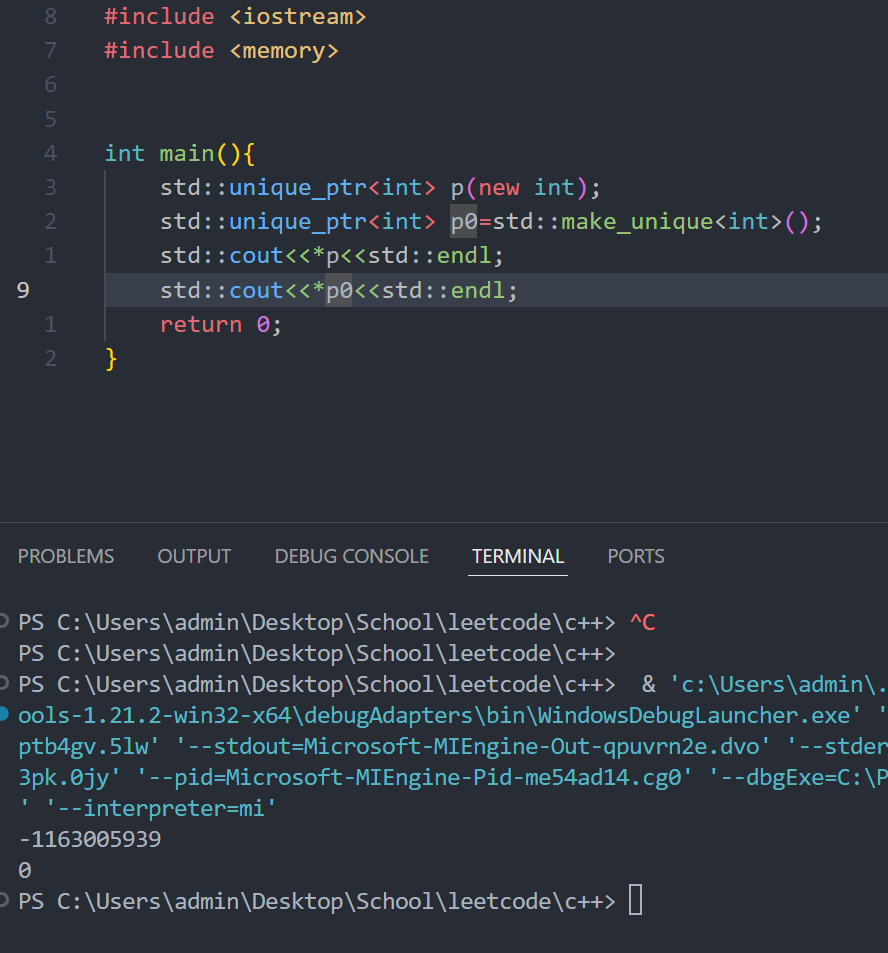 8 #include <iostream>
7 #include <memory>
6
5
4 int main(){
3 std::unique_ptr<int> p(new int);
2 std::unique_ptr<int> p0=std::make_unique<int>();
1 std::cout<<*p<<std::endl;
9 std::cout<<*p0<<std::endl;
1 return 0;
2 }
PROBLEMS OUTPUT DEBUG CONSOLE TERMINAL PORTS
PS C:\Users\admin\Desktop\School\leetcode\c++> ^C
PS C:\Users\admin\Desktop\School\leetcode\c++>
PS C:\Users\admin\Desktop\School\leetcode\c++> & 'c:\Users\admin\.
ools-1.21.2-win32-x64\debugAdapters\bin\WindowsDebugLauncher.exe' '
ptb4gv.5lw' '--stdout=Microsoft-MIEngine-Out-qpuvrn2e.dvo' '--stder
3pk.0jy' '--pid=Microsoft-MIEngine-Pid-me54ad14.cg0' '--dbgExe=C:\P
' '--interpreter=mi'
-1163005939
0
PS C:\Users\admin\Desktop\School\leetcode\c++>